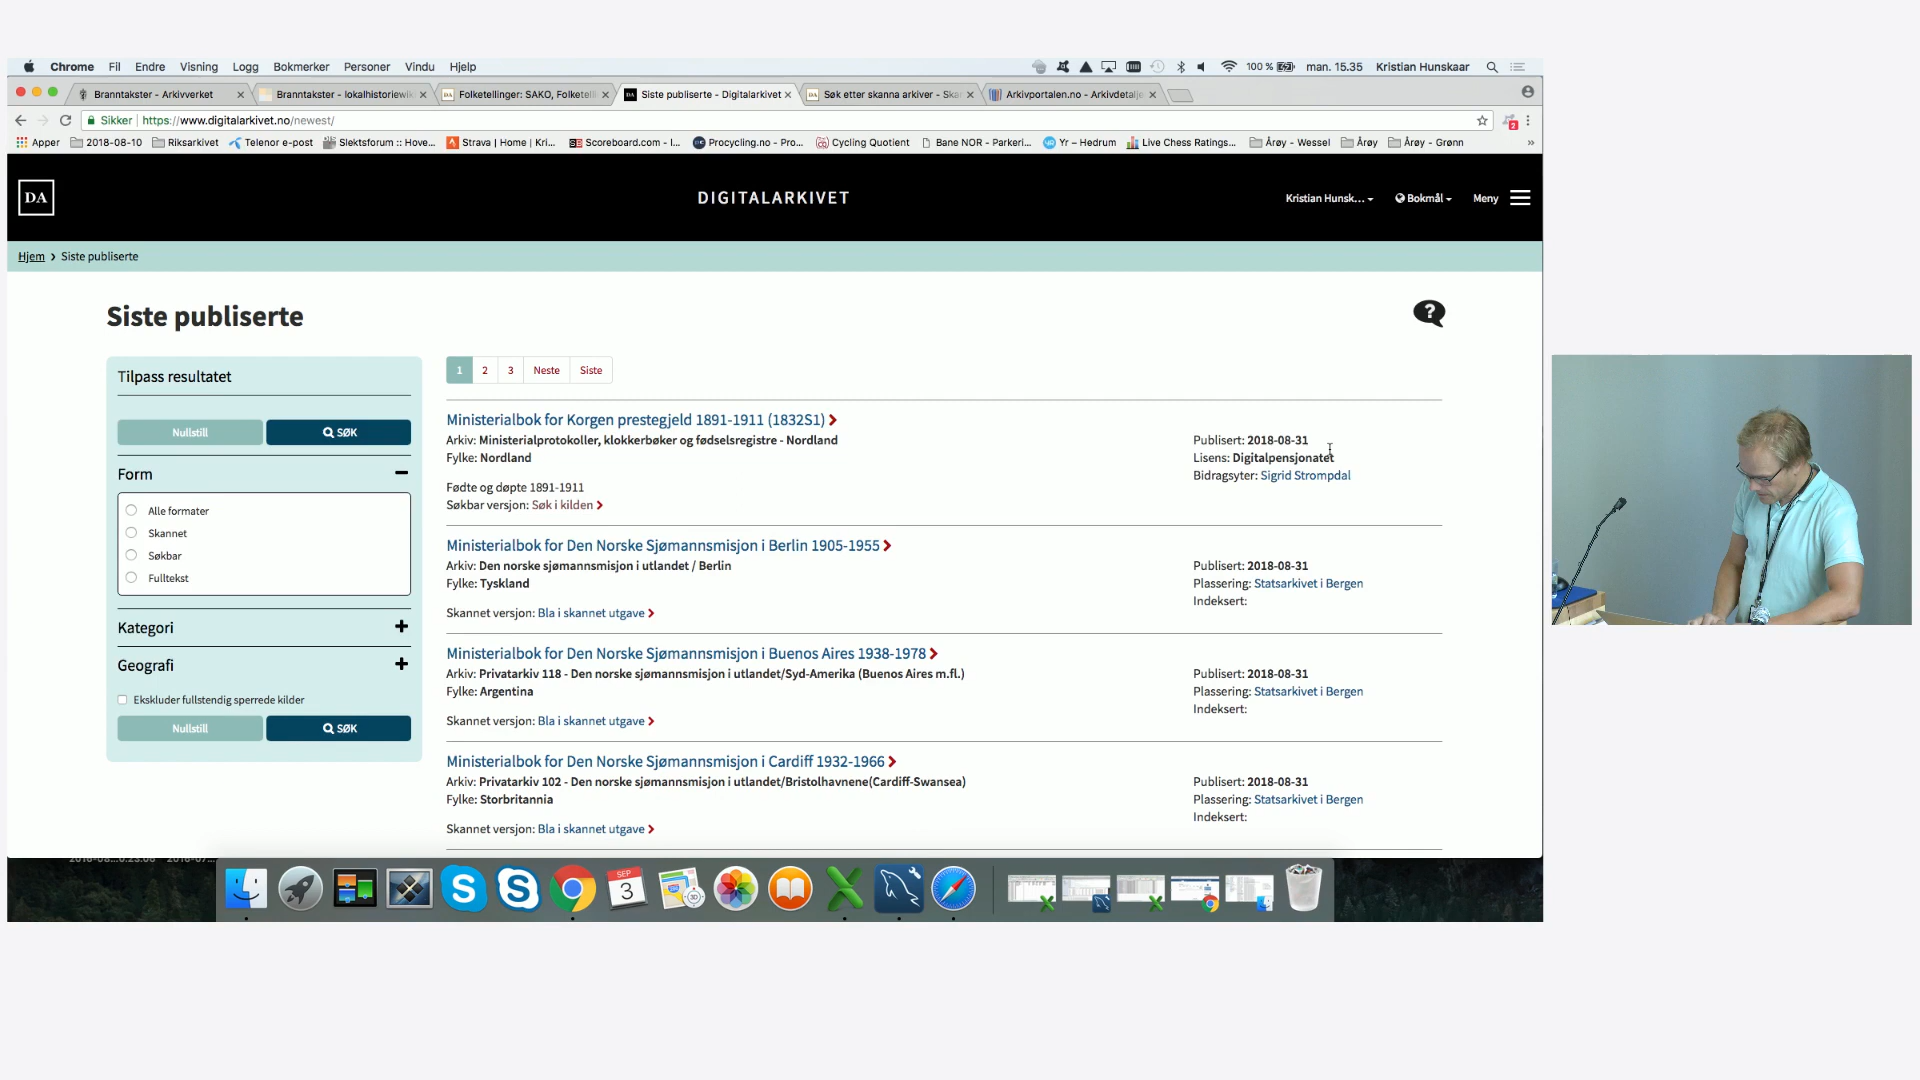 Chrome Fil Endre Visning Logg Bokmerker Personer Vindu Hjelp 100 % man. 15.35 Kristian Hunskaar
Branntakster - Arkivverket Branntakster - lokalhistoriewi Folketellinger: SAKO, Folketell Siste publiserte - Digitalarkivet Søk etter skanna arkiver - Ska Arkivportalen.no - Arkivdetalje
Sikker https://www.digitalarkivet.no/newest/ 2
Apper 2018-08-10 Riksarkivet Telenor e-post Slektsforum :: Hove... Strava | Home | Kri... Scoreboard.com - l... Procycling.no - Pro... Cycling Quotient Bane NOR - Parkeri... Yr – Hedrum Live Chess Ratings... Årøy - Wessel Årøy Årøy - Grønn »
DA DIGITALARKIVET Kristian Hunsk... Bokmål Meny
Hjem › Siste publiserte
Siste publiserte ?
Tilpass resultatet
Nullstill SØK
Form
Alle formater
Skannet
Søkbar
Fulltekst
Kategori
Geografi
Ekskluder fullstendig sperrede kilder
Nullstill SØK
1 2 3 Neste Siste
Ministerialbok for Korgen prestegjeld 1891-1911 (1832S1)
Arkiv: Ministerialprotokoller, klokkerbøker og fødselsregistre - Nordland
Fylke: Nordland
Fødte og døpte 1891-1911
Søkbar versjon: Søk i kilden
Publisert: 2018-08-31
Lisens: Digitalpensjonatet
Bidragsyter: Sigrid Strompdal
Ministerialbok for Den Norske Sjømannsmisjon i Berlin 1905-1955
Arkiv: Den norske sjømannsmisjon i utlandet / Berlin
Fylke: Tyskland
Skannet versjon: Bla i skannet utgave
Publisert: 2018-08-31
Plassering: Statsarkivet i Bergen
Indeksert:
Ministerialbok for Den Norske Sjømannsmisjon i Buenos Aires 1938-1978
Arkiv: Privatarkiv 118 - Den norske sjømannsmisjon i utlandet/Syd-Amerika (Buenos Aires m.fl.)
Fylke: Argentina
Skannet versjon: Bla i skannet utgave
Publisert: 2018-08-31
Plassering: Statsarkivet i Bergen
Indeksert:
Ministerialbok for Den Norske Sjømannsmisjon i Cardiff 1932-1966
Arkiv: Privatarkiv 102 - Den norske sjømannsmisjon i utlandet/Bristolhavnene(Cardiff-Swansea)
Fylke: Storbritannia
Skannet versjon: Bla i skannet utgave
Publisert: 2018-08-31
Plassering: Statsarkivet i Bergen
Indeksert:
SEP
3
3D